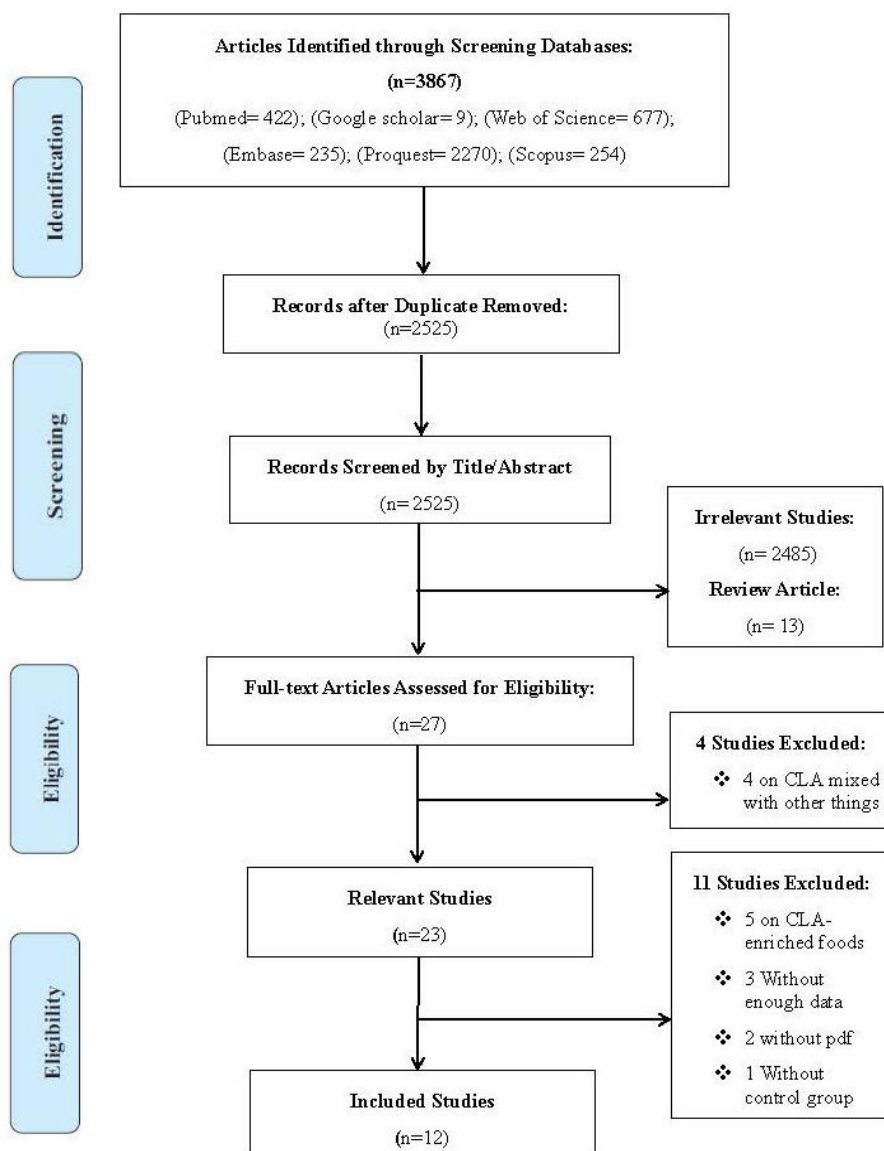 Articles Identified through Screening Databases:
(n=3867)
(Pubmed= 422); (Google scholar= 9); (Web of Science= 677);
(Embase= 235); (Proquest= 2270); (Scopus= 254)
Identification
Records after Duplicate Removed:
(n=2525)
Screening
Records Screened by Title/Abstract
(n= 2525)
Irrelevant Studies:
(n= 2485)
Review Article:
(n= 13)
Eligibility
Full-text Articles Assessed for Eligibility:
(n=27)
4 Studies Excluded:
❖ 4 on CLA mixed
with other things
Relevant Studies
(n=23)
11 Studies Excluded:
❖ 5 on CLA-
enriched foods
❖ 3 Without
enough data
❖ 2 without pdf
❖ 1 Without
control group
Eligibility
Included Studies
(n=12)